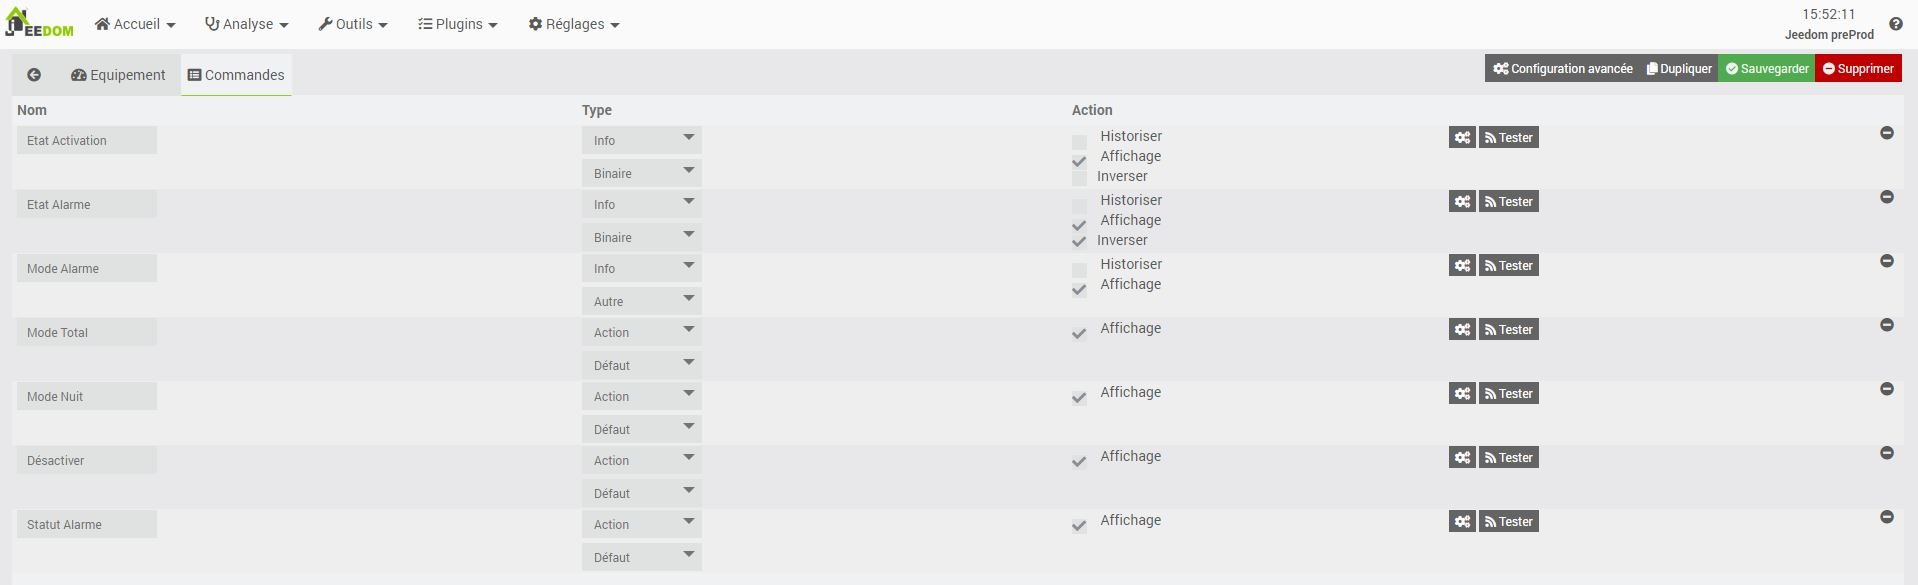 JEEDOM Accueil Analyse Outils Plugins Réglages 15:52:11
Jeedom preProd
Equipement Commandes Configuration avancée Dupliquer Sauvegarder Supprimer
Nom Type Action
Etat Activation Info Historiser Tester
Affichage
Binaire Inverser
Etat Alarme Info Historiser Tester
Affichage
Binaire Inverser
Mode Alarme Info Historiser Tester
Affichage
Autre
Mode Total Action Affichage Tester
Défaut
Mode Nuit Action Affichage Tester
Défaut
Désactiver Action Affichage Tester
Défaut
Statut Alarme Action Affichage Tester
Défaut